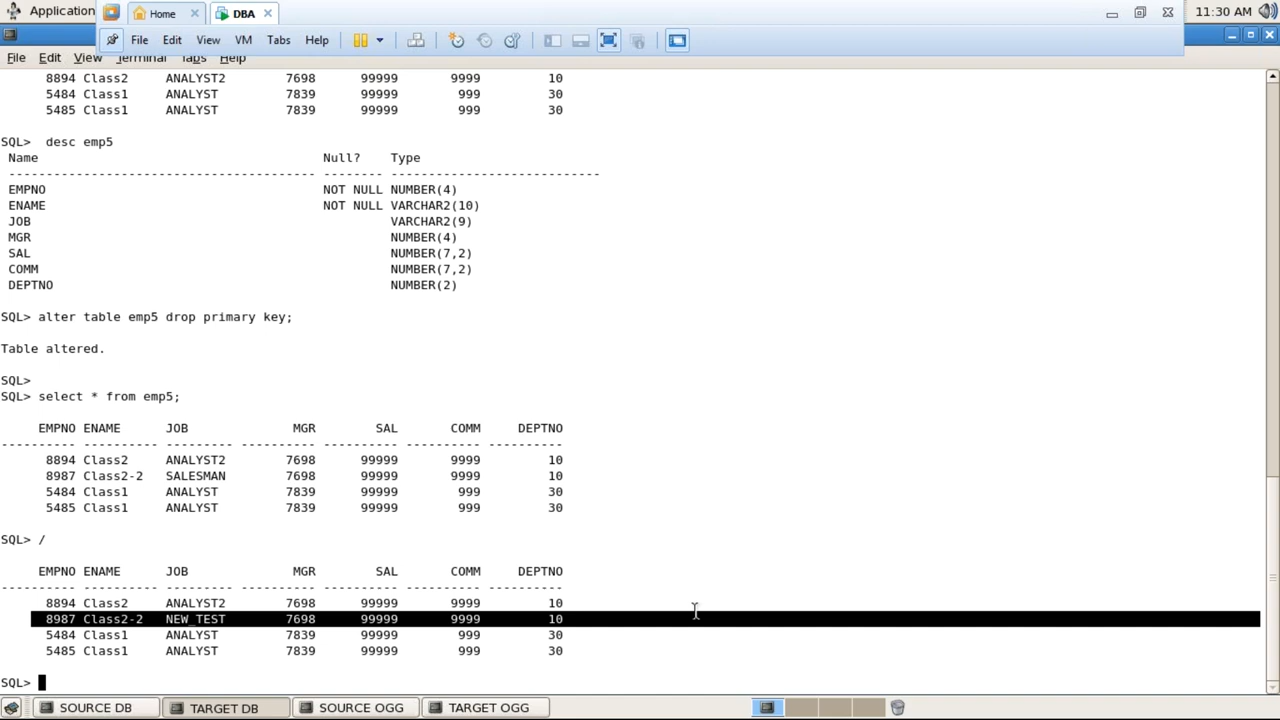 Application Home DBA 11:30 AM
File Edit View VM Tabs Help
File Edit View Terminal Tabs Help
8894 Class2 ANALYST2 7698 99999 9999 10
5484 Class1 ANALYST 7839 99999 999 30
5485 Class1 ANALYST 7839 99999 999 30
SQL> desc emp5
Name Null? Type
----------------------------------------- -------- ----------------------------
EMPNO NOT NULL NUMBER(4)
ENAME NOT NULL VARCHAR2(10)
JOB VARCHAR2(9)
MGR NUMBER(4)
SAL NUMBER(7,2)
COMM NUMBER(7,2)
DEPTNO NUMBER(2)
SQL> alter table emp5 drop primary key;
Table altered.
SQL>
SQL> select * from emp5;
EMPNO ENAME JOB MGR SAL COMM DEPTNO
---------- ---------- --------- ---------- ---------- ---------- ----------
8894 Class2 ANALYST2 7698 99999 9999 10
8987 Class2-2 SALESMAN 7698 99999 9999 10
5484 Class1 ANALYST 7839 99999 999 30
5485 Class1 ANALYST 7839 99999 999 30
SQL> /
EMPNO ENAME JOB MGR SAL COMM DEPTNO
---------- ---------- --------- ---------- ---------- ---------- ----------
8894 Class2 ANALYST2 7698 99999 9999 10
8987 Class2-2 NEW_TEST 7698 99999 9999 10
5484 Class1 ANALYST 7839 99999 999 30
5485 Class1 ANALYST 7839 99999 999 30
SQL>
SOURCE DB TARGET DB SOURCE OGG TARGET OGG